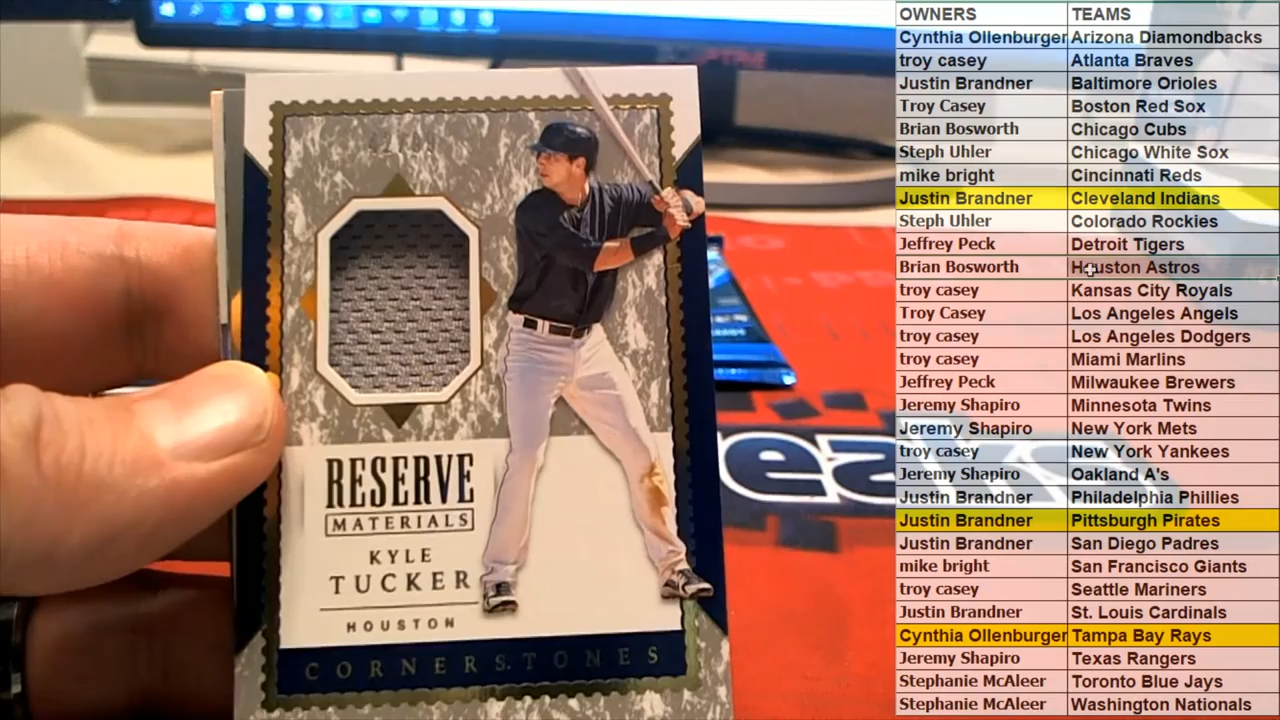 RESERVE
MATERIALS
KYLE
TUCKER
HOUSTON
CORNERSTONES
OWNERS TEAMS
Cynthia Ollenburger Arizona Diamondbacks
troy casey Atlanta Braves
Justin Brandner Baltimore Orioles
Troy Casey Boston Red Sox
Brian Bosworth Chicago Cubs
Steph Uhler Chicago White Sox
mike bright Cincinnati Reds
Justin Brandner Cleveland Indians
Steph Uhler Colorado Rockies
Jeffrey Peck Detroit Tigers
Brian Bosworth Houston Astros
troy casey Kansas City Royals
Troy Casey Los Angeles Angels
troy casey Los Angeles Dodgers
troy casey Miami Marlins
Jeffrey Peck Milwaukee Brewers
Jeremy Shapiro Minnesota Twins
Jeremy Shapiro New York Mets
troy casey New York Yankees
Jeremy Shapiro Oakland A's
Justin Brandner Philadelphia Phillies
Justin Brandner Pittsburgh Pirates
Justin Brandner San Diego Padres
mike bright San Francisco Giants
troy casey Seattle Mariners
Justin Brandner St. Louis Cardinals
Cynthia Ollenburger Tampa Bay Rays
Jeremy Shapiro Texas Rangers
Stephanie McAleer Toronto Blue Jays
Stephanie McAleer Washington Nationals